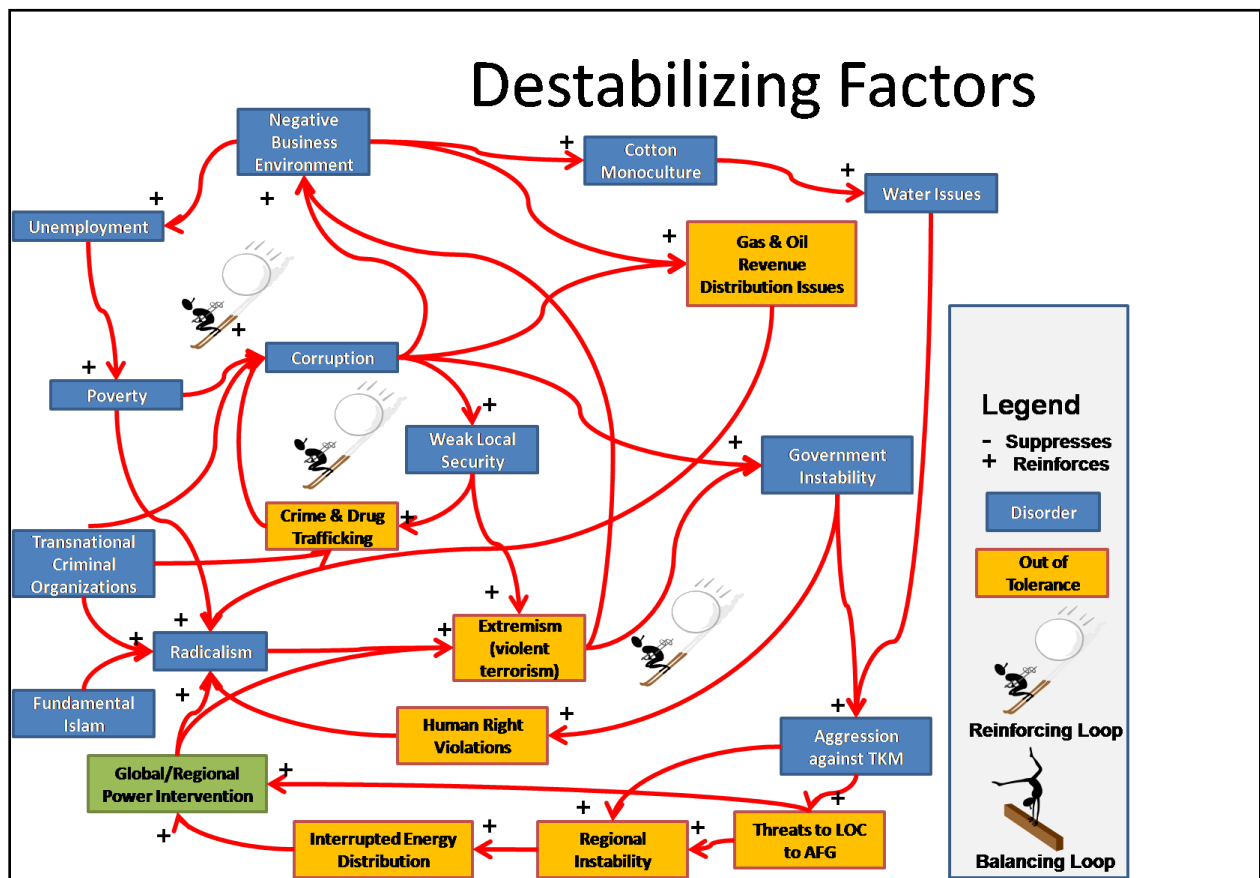 Destabilizing Factors
Negative
Business
Environment
+
Cotton
Monoculture
+
Water Issues
+
+
Unemployment
+
Gas & Oil
Revenue
Distribution Issues
+
Corruption
+
Poverty
+
Weak Local
Security
+
Government
Instability
Crime & Drug
Trafficking
+
Transnational
Criminal
Organizations
+
+
Radicalism
+
Extremism
(violent
terrorism)
+
+
Fundamental
Islam
+
Human Right
Violations
+
Aggression
against TKM
+
Global/Regional
Power Intervention
+
+
Interrupted Energy
Distribution
+
Regional
Instability
+
+
Threats to LOC
to AFG
+
Legend
- Suppresses
+ Reinforces
Disorder
Out of
Tolerance
Reinforcing Loop
Balancing Loop